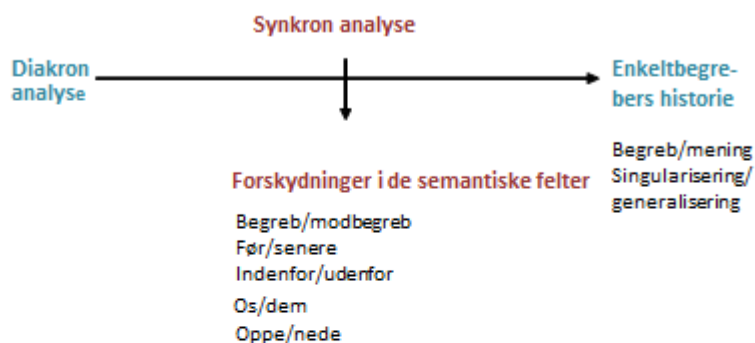 Synkron analyse
Diakron
analyse
Enkeltbegre-
bers historie
Begreb/mening
Singularisering/
generalisering
Forskydninger i de semantiske felter
Begreb/modbegreb
Før/senere
Indenfor/udenfor
Os/dem
Oppe/nede